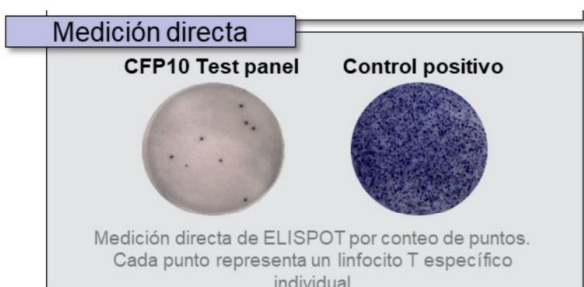 Medición directa
CFP10 Test panel Control positivo
Medición directa de ELISPOT por conteo de puntos.
Cada punto representa un linfocito T específico
individual